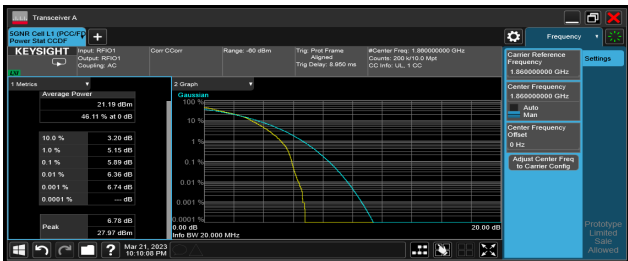 Transceiver A
5GNR Cell L1 (PCC/F
Power Stat CCDF
Frequency
KEYSIGHT
Input: RFIO1
Output: RFIO1
Coupling: AC
Corr CCorr
Range: -60 dBm
Trig: Prot Frame
Aligned
Trig Delay: 8.950 ms
#Center Freq: 1.860000000 GHz
Counts: 200 k/10.0 Mpt
CC Info: UL, 1 CC
LXI
1 Metrics
Average Power
21.19 dBm
46.11 % at 0 dB
10.0 % 3.20 dB
1.0 % 5.15 dB
0.1 % 5.89 dB
0.01 % 6.36 dB
0.001 % 6.74 dB
0.0001 % --- dB
Peak
6.78 dB
27.97 dBm
2 Graph
Gaussian
100 %
10 %
1 %
0.1 %
0.01 %
0.001 %
0.0001 %
0.00 dB
20.00 dB
Info BW 20.000 MHz
Carrier Reference
Frequency
1.860000000 GHz
Settings
Center Frequency
1.860000000 GHz
Auto
Man
Center Frequency
Offset
0 Hz
Adjust Center Freq
to Carrier Config
Prototype
Limited
Sale
Allowed
?
Mar 21, 2023
10:10:08 PM